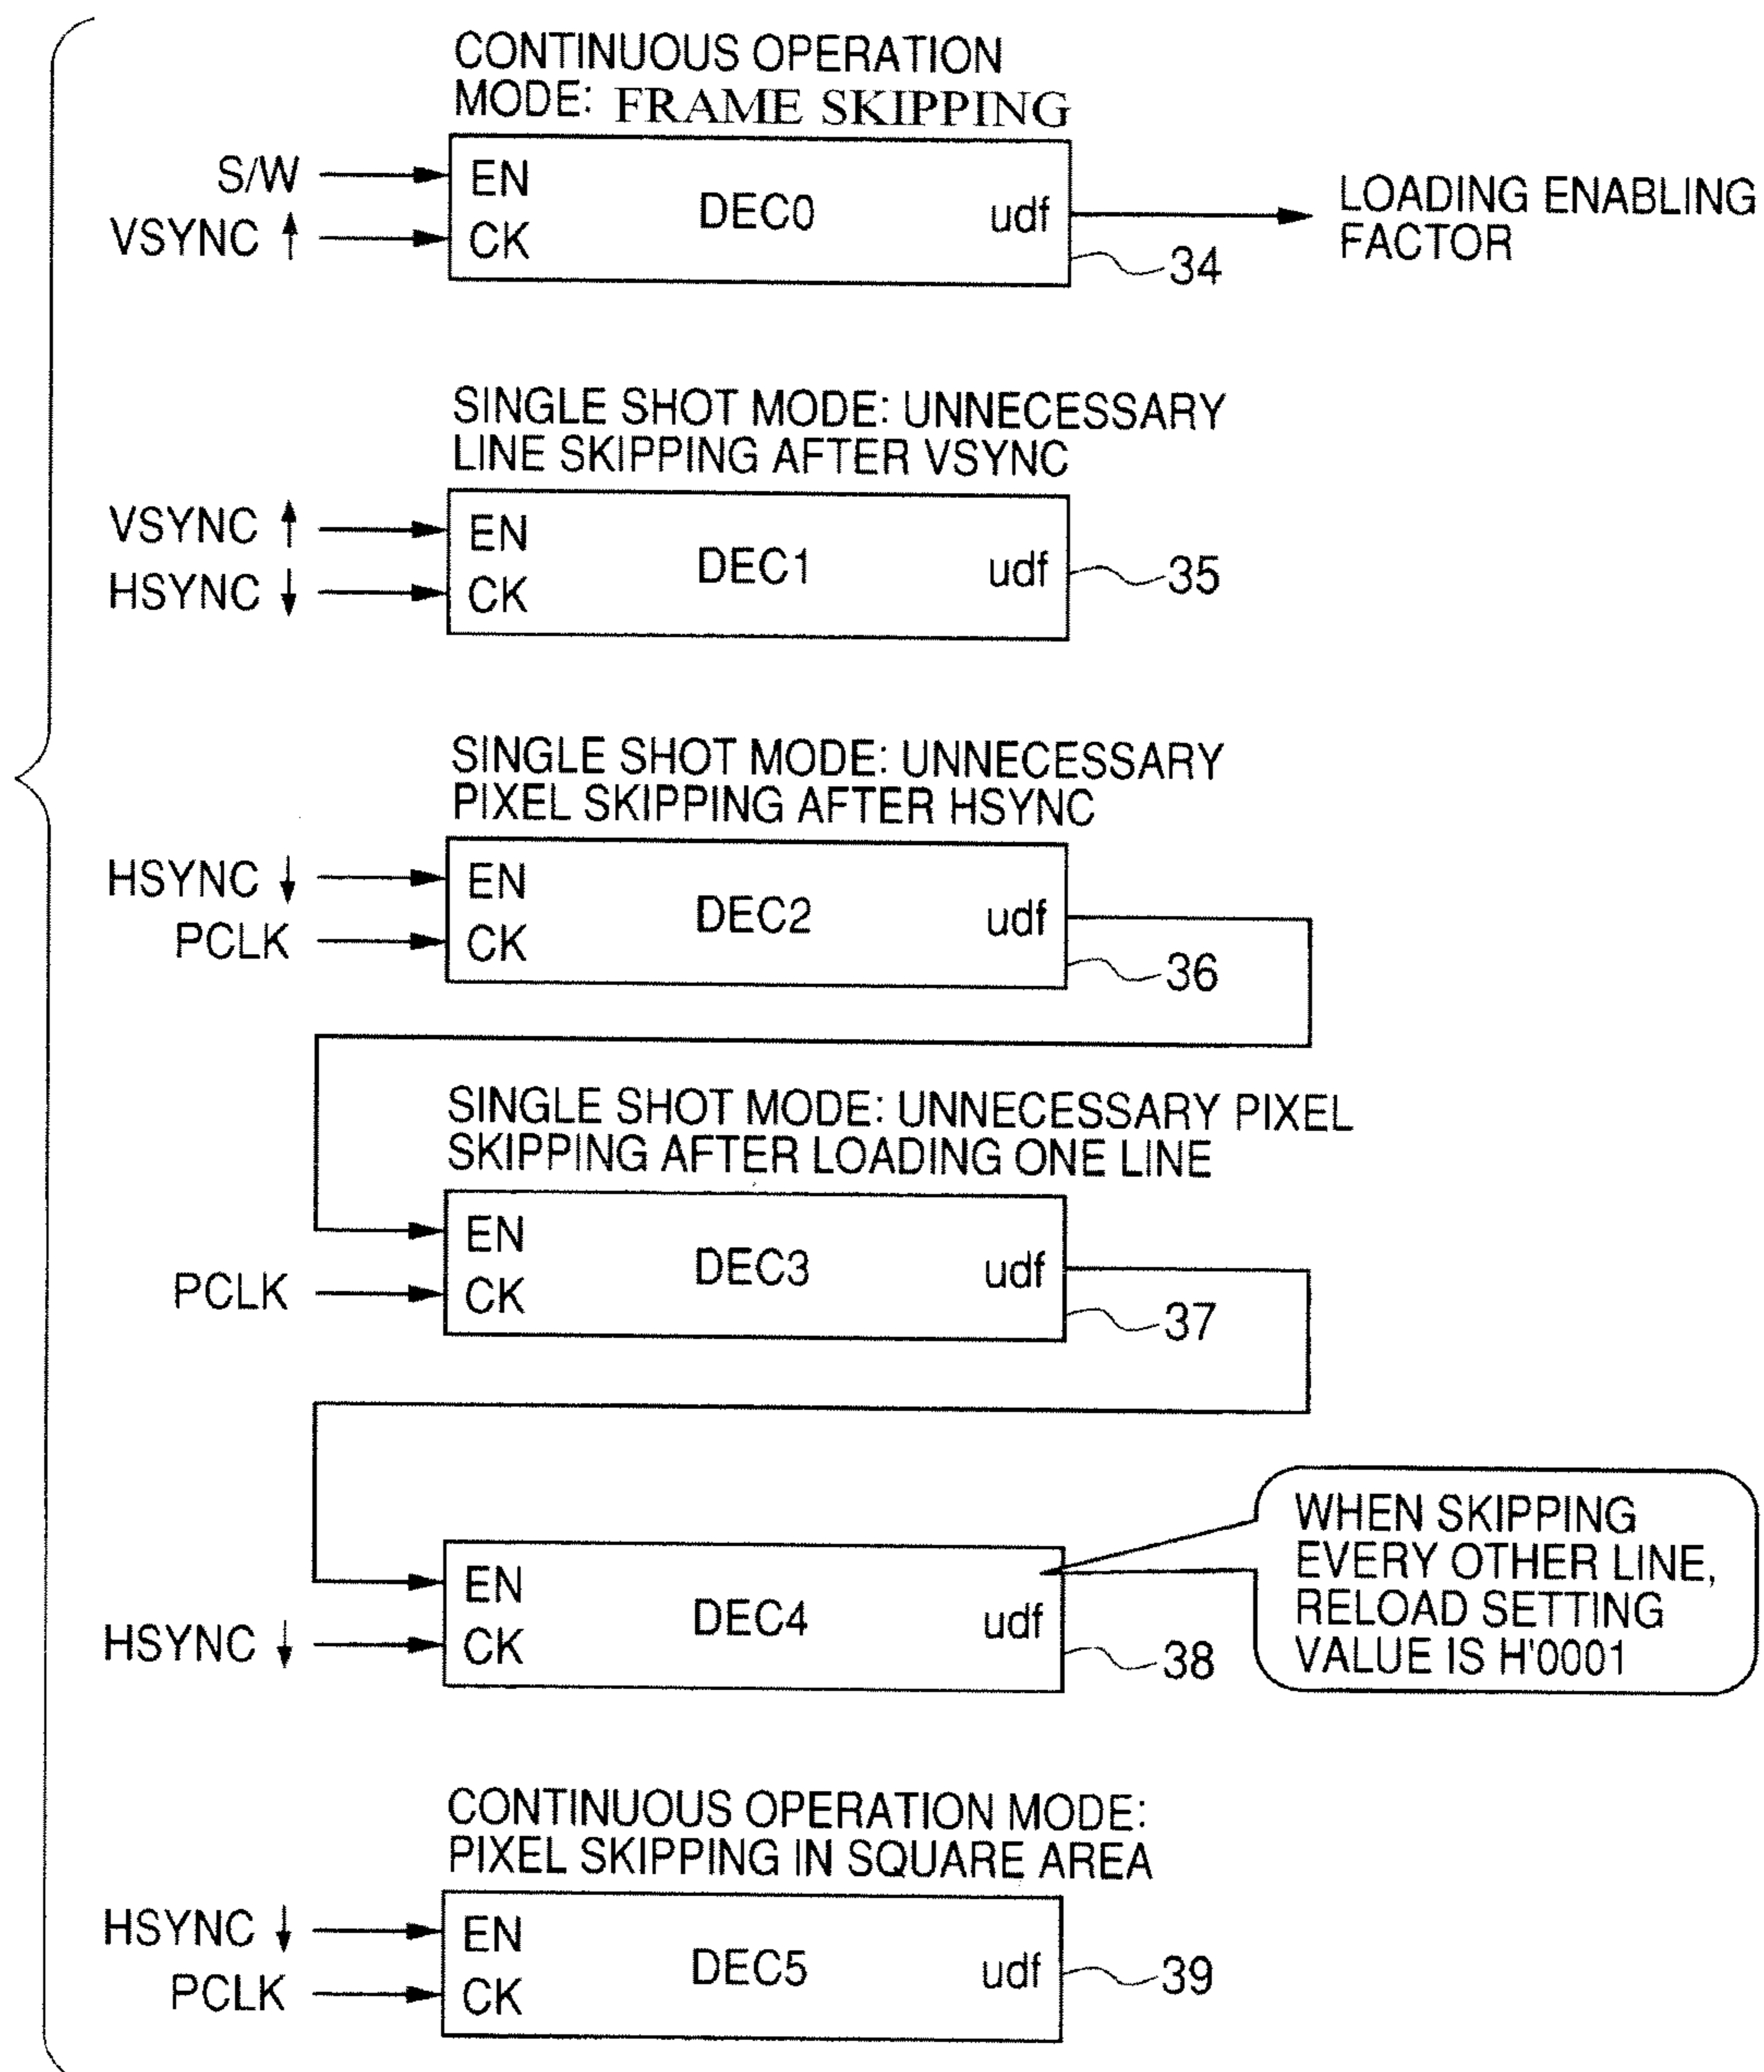 CONTINUOUS OPERATION
MODE: FRAME SKIPPING
S/W
EN
VSYNC ↑
CK
DEC0
udf
34
LOADING ENABLING
FACTOR
SINGLE SHOT MODE: UNNECESSARY
LINE SKIPPING AFTER VSYNC
VSYNC ↑
EN
HSYNC ↓
CK
DEC1
udf
35
SINGLE SHOT MODE: UNNECESSARY
PIXEL SKIPPING AFTER HSYNC
HSYNC ↓
EN
PCLK
CK
DEC2
udf
36
SINGLE SHOT MODE: UNNECESSARY PIXEL
SKIPPING AFTER LOADING ONE LINE
EN
PCLK
CK
DEC3
udf
37
EN
HSYNC ↓
CK
DEC4
udf
38
WHEN SKIPPING
EVERY OTHER LINE,
RELOAD SETTING
VALUE IS H'0001
CONTINUOUS OPERATION MODE:
PIXEL SKIPPING IN SQUARE AREA
HSYNC ↓
EN
PCLK
CK
DEC5
udf
39